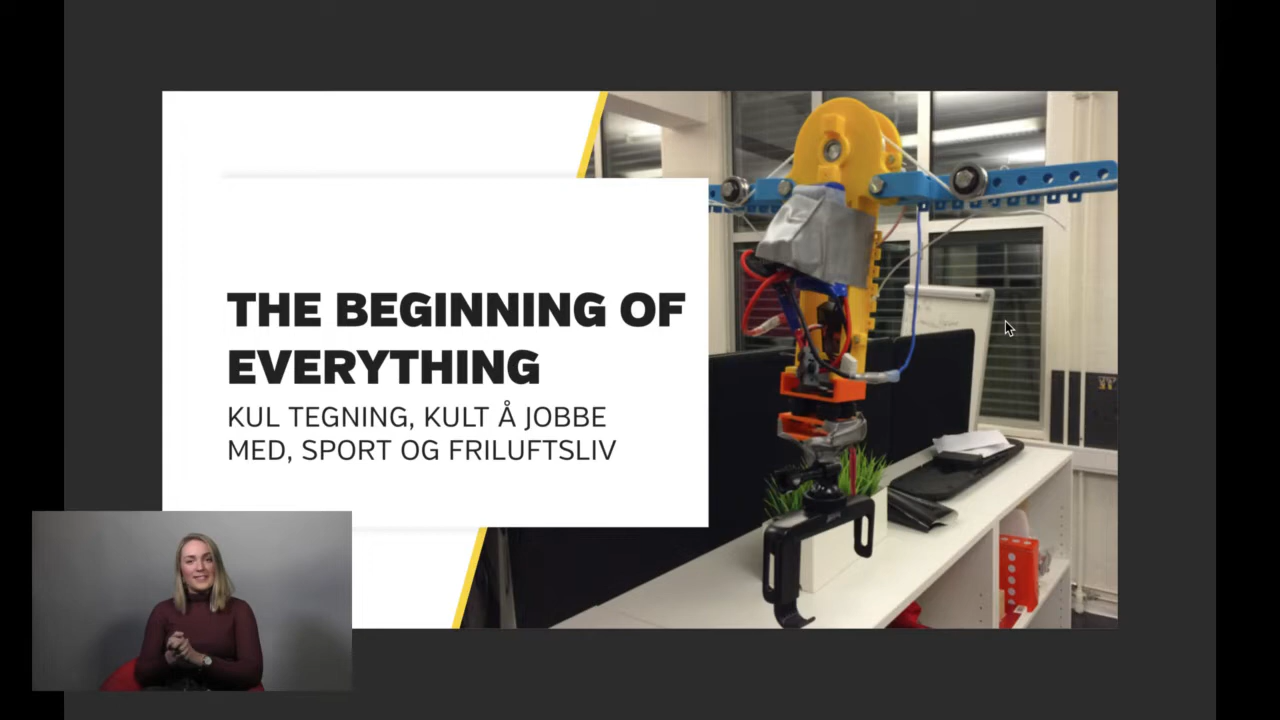 THE BEGINNING OF
EVERYTHING
KUL TEGNING, KULT Å JOBBE
MED, SPORT OG FRILUFTSLIV